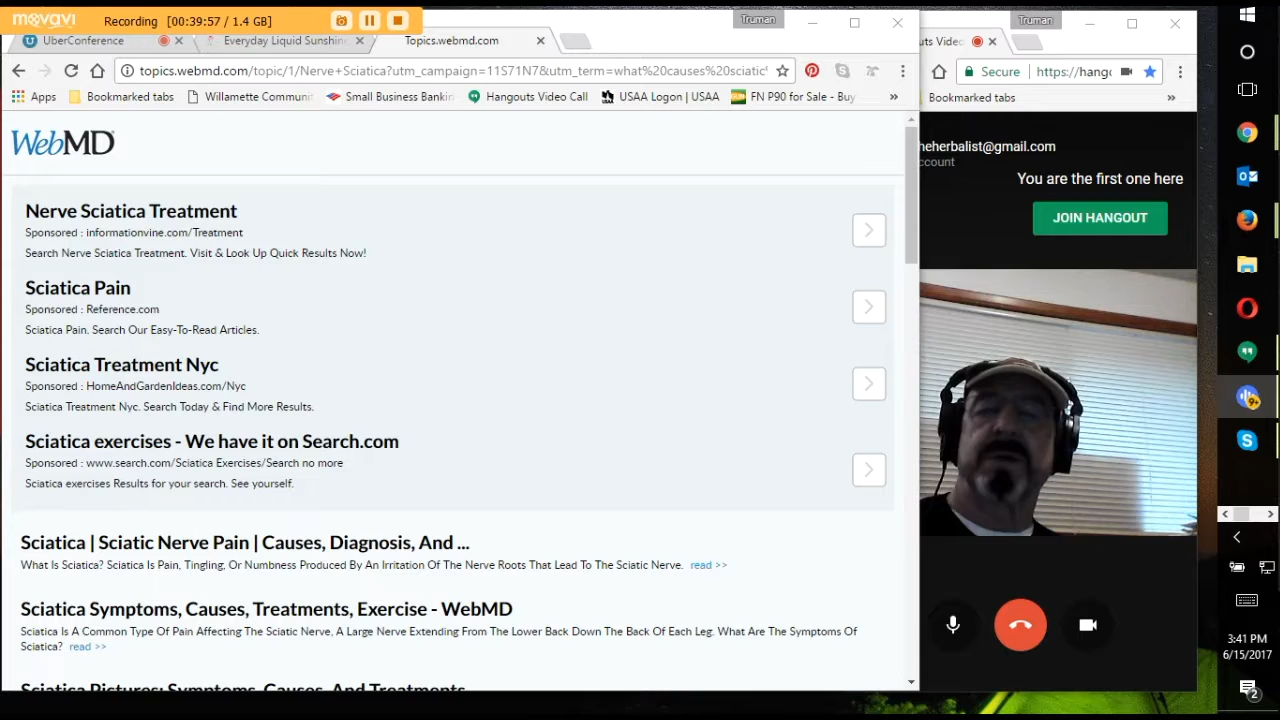 movavi Recording [00:39:57 / 1.4 GB]
Truman
Truman
UberConference
Everyday Liquid Sunshin
Topics.webmd.com
uts Video
topics.webmd.com/topic/1/Nerve+Sciatica?utm_campaign=11S21N7&utm_term=what%20causes%20sciatic%
Secure https://hango
Apps Bookmarked tabs Willamette Communi Small Business Bankin Hangouts Video Call USAA Logon | USAA FN P90 for Sale - Buy »
Bookmarked tabs »
WebMD
Nerve Sciatica Treatment
Sponsored : informationvine.com/Treatment
Search Nerve Sciatica Treatment. Visit & Look Up Quick Results Now!
Sciatica Pain
Sponsored : Reference.com
Sciatica Pain. Search Our Easy-To-Read Articles.
Sciatica Treatment Nyc
Sponsored : HomeAndGardenIdeas.com/Nyc
Sciatica Treatment Nyc. Search Today & Find More Results.
Sciatica exercises - We have it on Search.com
Sponsored : www.search.com/Sciatica Exercises/Search no more
Sciatica exercises Results for your search. See yourself.
Sciatica | Sciatic Nerve Pain | Causes, Diagnosis, And ...
What Is Sciatica? Sciatica Is Pain, Tingling, Or Numbness Produced By An Irritation Of The Nerve Roots That Lead To The Sciatic Nerve. read >>
Sciatica Symptoms, Causes, Treatments, Exercise - WebMD
Sciatica Is A Common Type Of Pain Affecting The Sciatic Nerve, A Large Nerve Extending From The Lower Back Down The Back Of Each Leg. What Are The Symptoms Of
Sciatica? read >>
Sciatica Pictures: Symptoms, Causes, And Treatments
heherbalist@gmail.com
ccount
You are the first one here
JOIN HANGOUT
9+
3:41 PM
6/15/2017
2